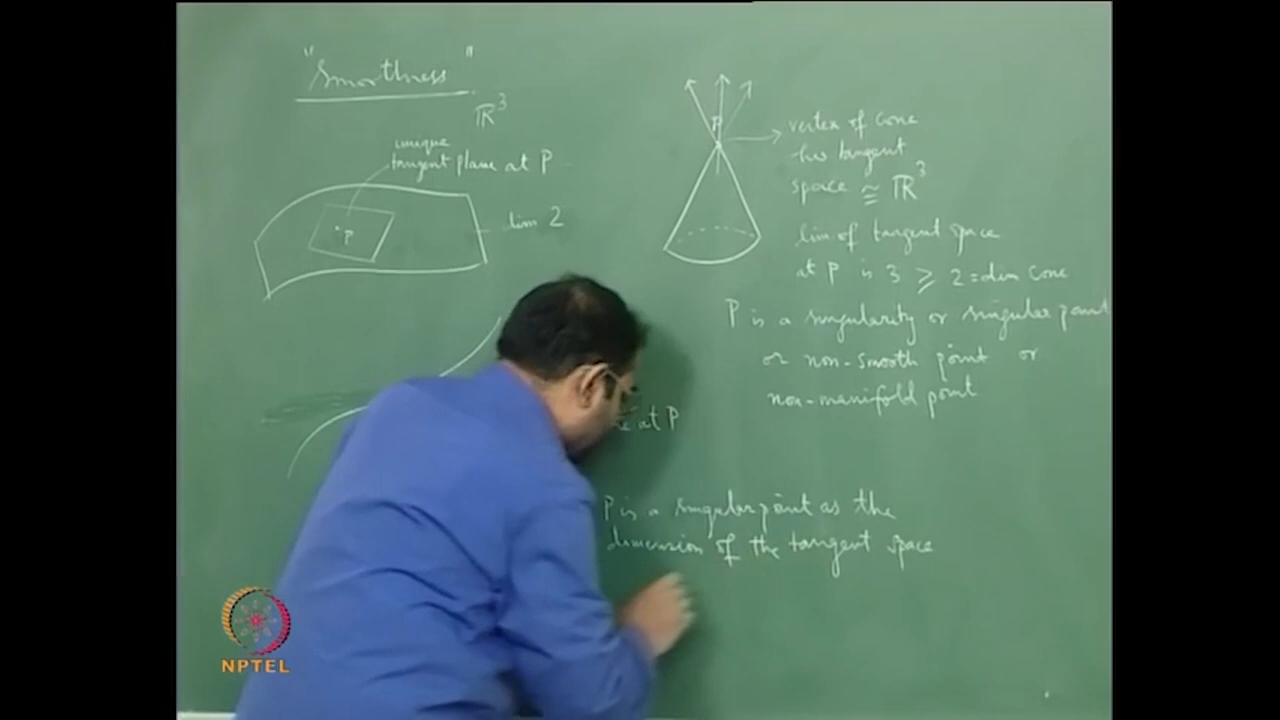 "Smoothness"
ℝ³
unique
tangent plane at P
P
dim 2
P
vertex of cone
has tangent
space ≅ ℝ³
dim of tangent space
at P is 3 ≥ 2 = dim Cone
P is a singularity or singular point
or non-smooth point or
non-manifold point
at P
P is a singular point as the
dimension of the tangent space
NPTEL